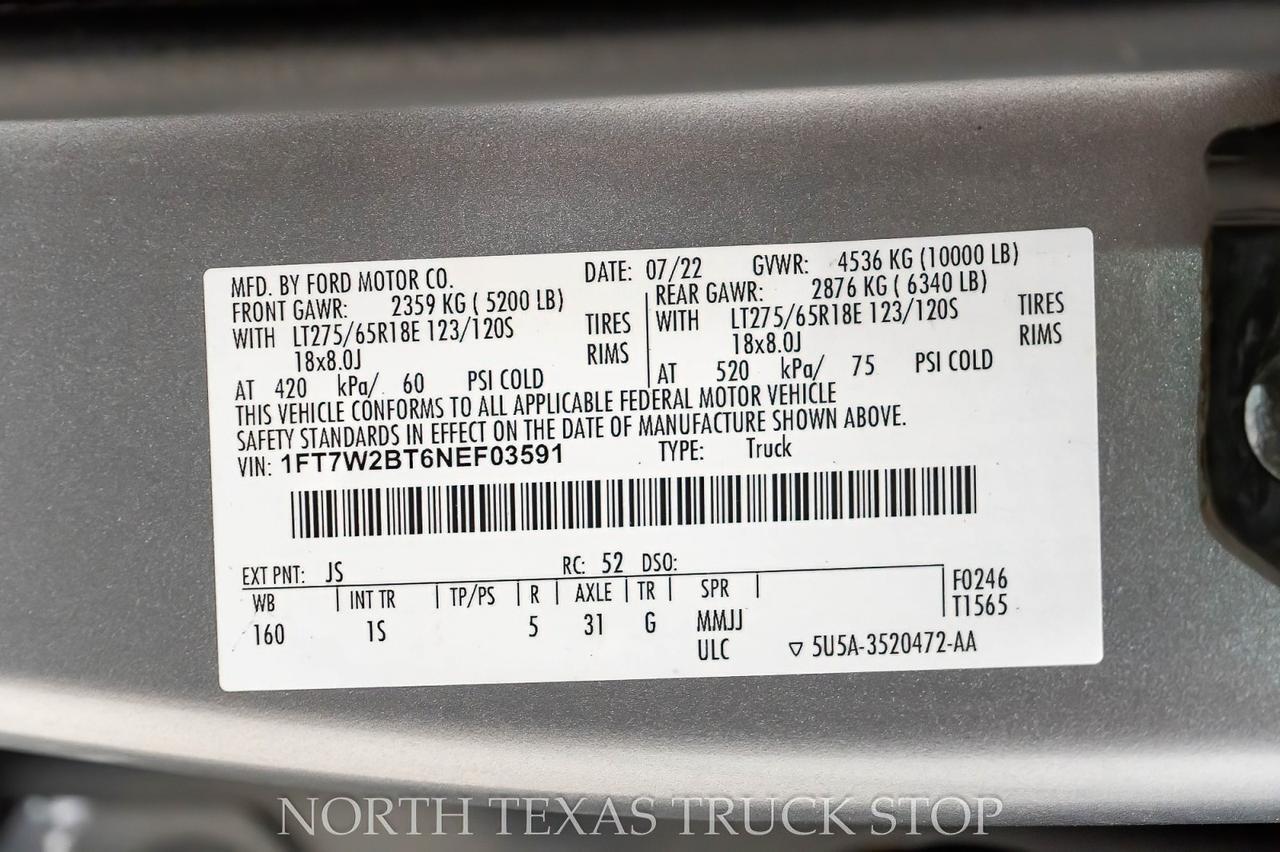 MFD. BY FORD MOTOR CO. DATE: 07/22 GVWR: 4536 KG (10000 LB)
FRONT GAWR: 2359 KG ( 5200 LB) REAR GAWR: 2876 KG ( 6340 LB)
WITH LT275/65R18E 123/120S TIRES WITH LT275/65R18E 123/120S TIRES
18x8.0J RIMS 18x8.0J RIMS
AT 420 kPa/ 60 PSI COLD AT 520 kPa/ 75 PSI COLD
THIS VEHICLE CONFORMS TO ALL APPLICABLE FEDERAL MOTOR VEHICLE
SAFETY STANDARDS IN EFFECT ON THE DATE OF MANUFACTURE SHOWN ABOVE.
VIN: 1FT7W2BT6NEF03591 TYPE: Truck
EXT PNT: JS RC: 52 DSO:
WB INT TR TP/PS R AXLE TR SPR F0246
160 1S 5 31 G MMJJ T1565
ULC ▽ 5U5A-3520472-AA
NORTH TEXAS TRUCK STOP